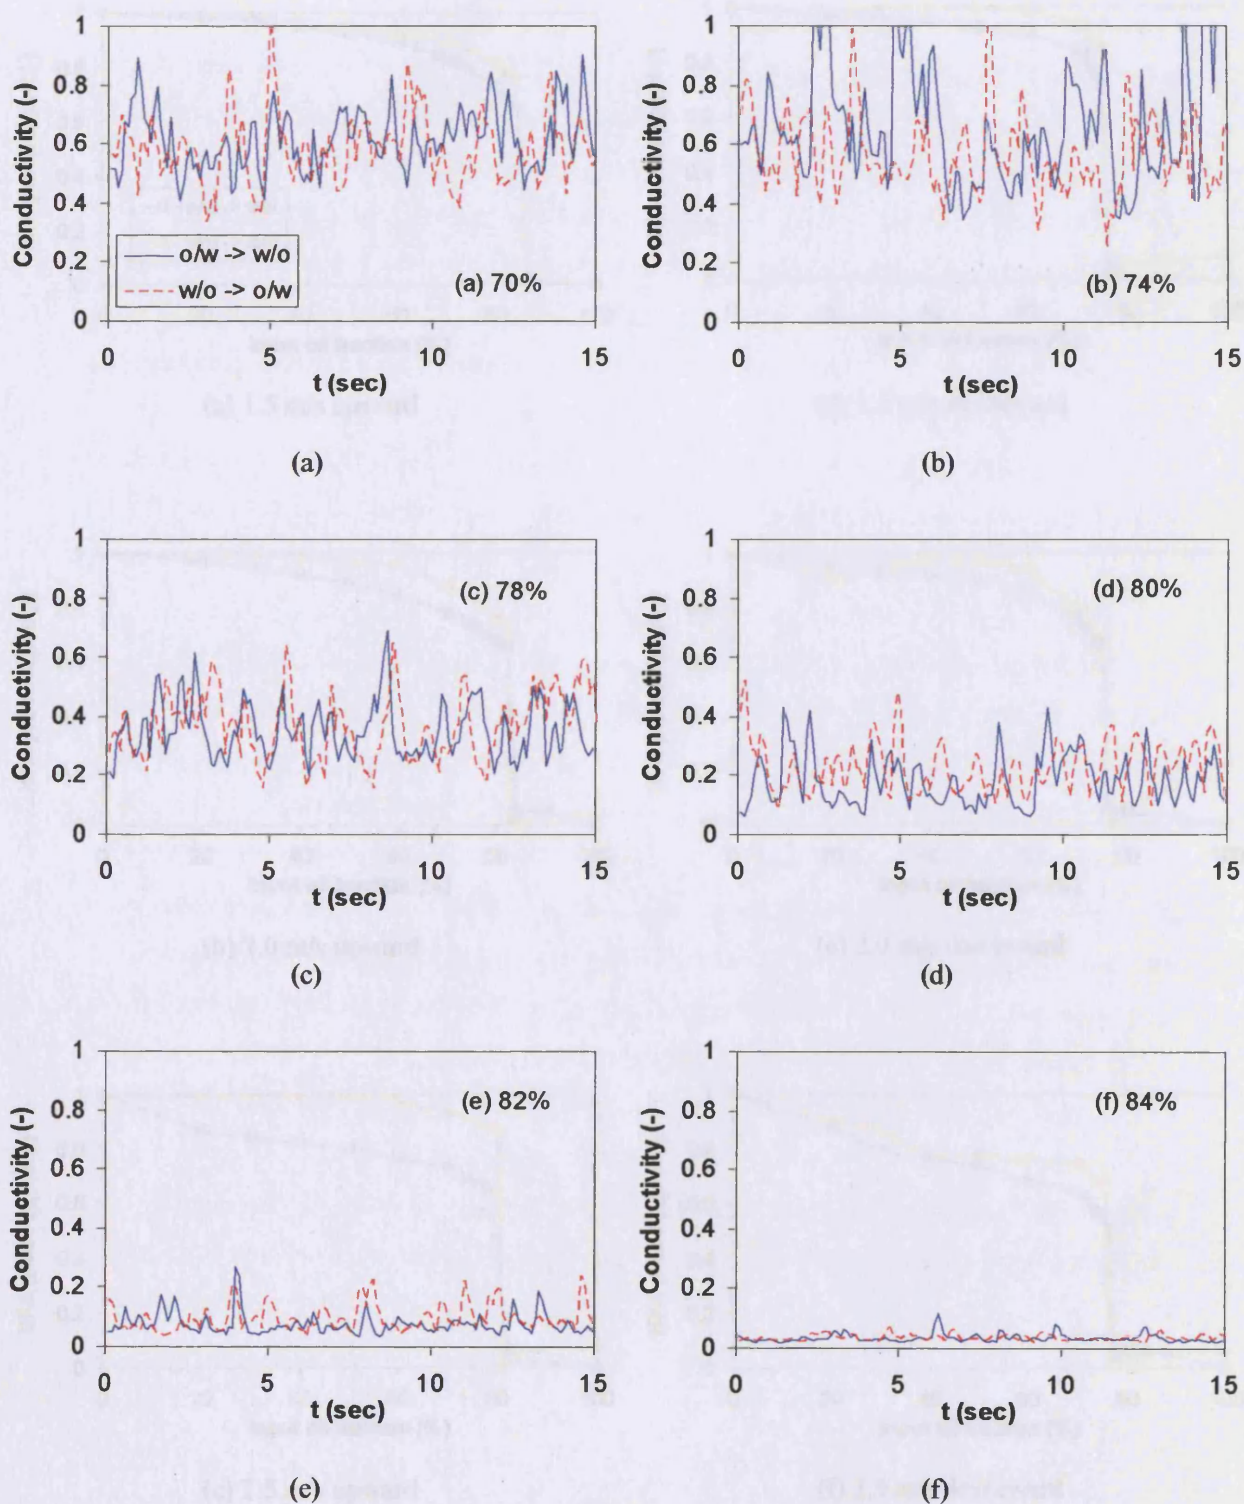 1
0.8
0.6
0.4
0.2
0
Conductivity (-)
o/w -> w/o
w/o -> o/w
(a) 70%
0
5
10
15
t (sec)
(a)
1
0.8
0.6
0.4
0.2
0
Conductivity (-)
(b) 74%
0
5
10
15
t (sec)
(b)
1
0.8
0.6
0.4
0.2
0
Conductivity (-)
(c) 78%
0
5
10
15
t (sec)
(c)
1
0.8
0.6
0.4
0.2
0
Conductivity (-)
(d) 80%
0
5
10
15
t (sec)
(d)
1
0.8
0.6
0.4
0.2
0
Conductivity (-)
(e) 82%
0
5
10
15
t (sec)
(e)
1
0.8
0.6
0.4
0.2
0
Conductivity (-)
(f) 84%
0
5
10
15
t (sec)
(f)